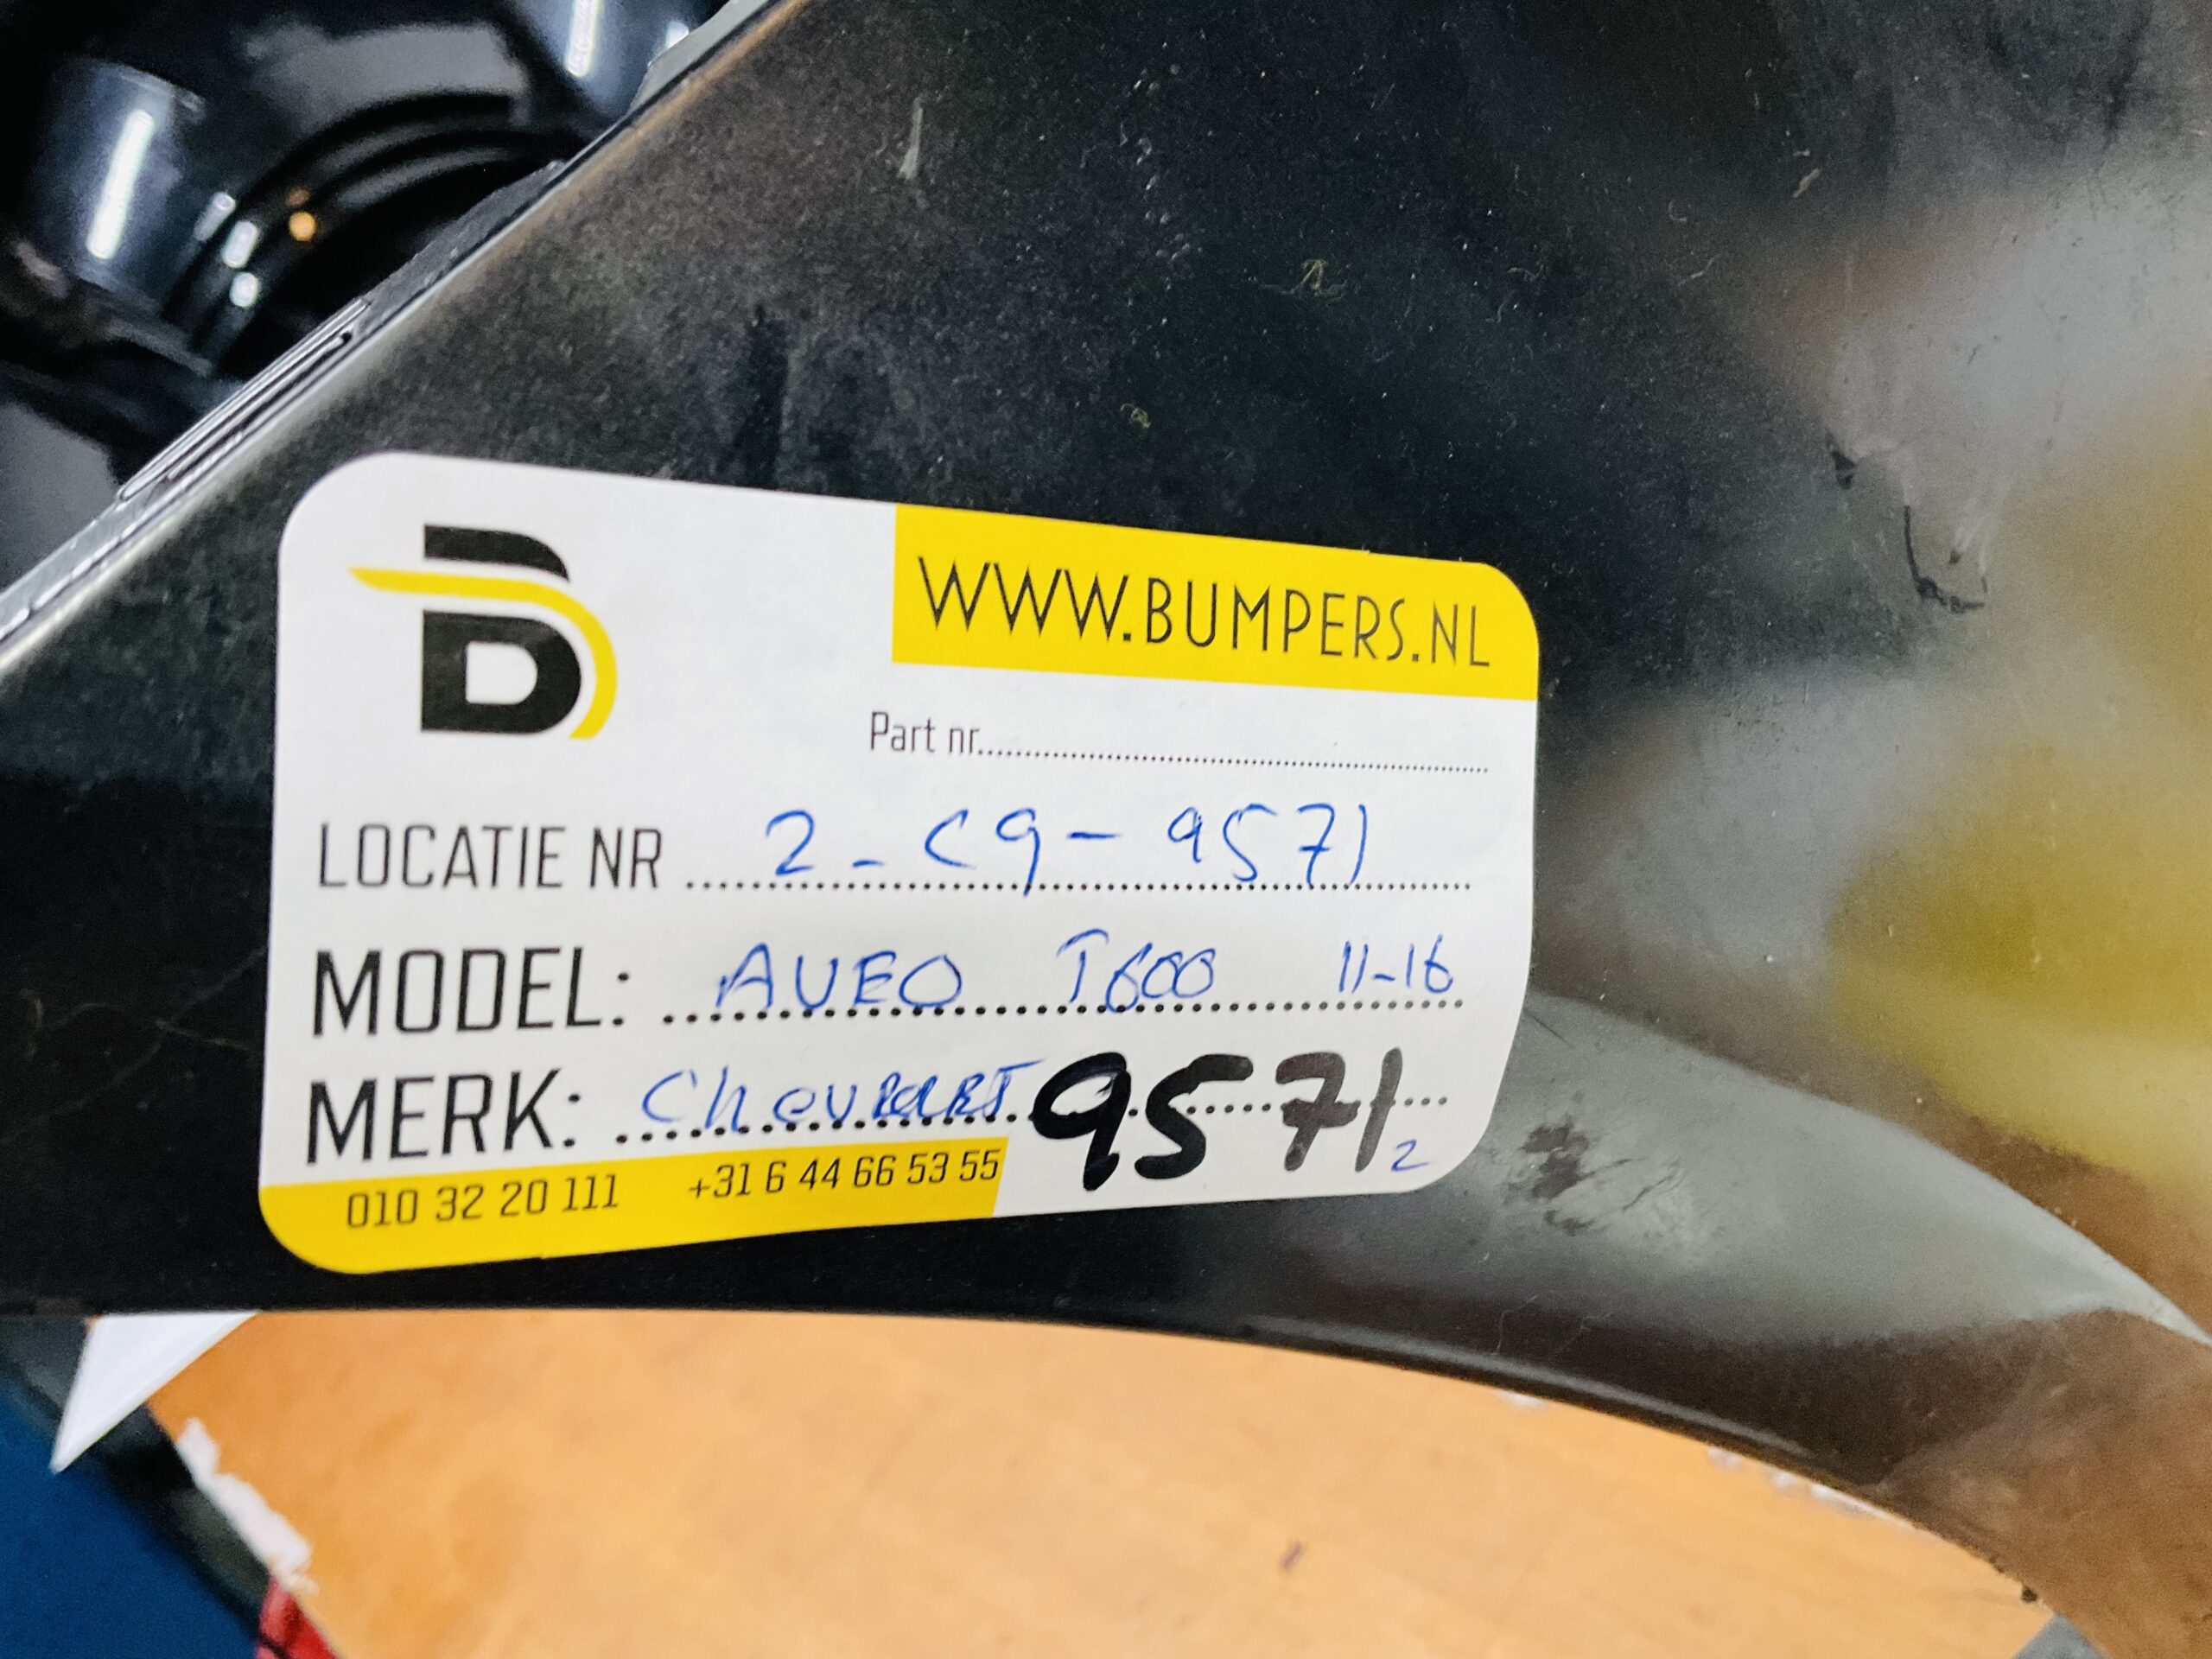 B
WWW.BUMPERS.NL
Part nr.
LOCATIE NR 2-C9-9571
MODEL: AVEO T600 11-16
MERK: 9571 2
010 32 20 111 +31 6 44 66 53 55